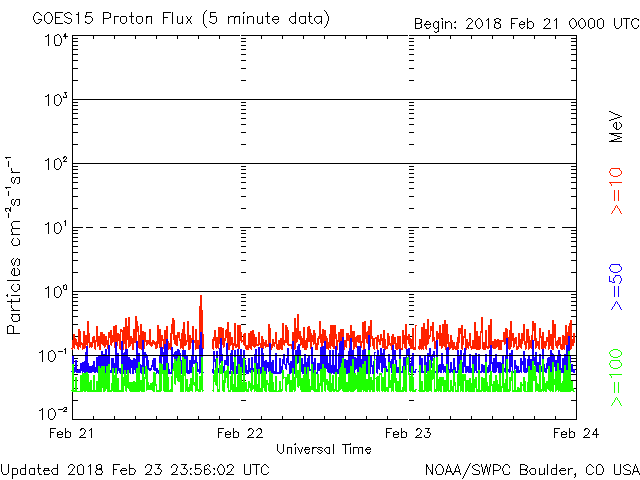 GOES15 Proton Flux (5 minute data)
Begin: 2018 Feb 21 0000 UTC
Particles cm⁻²s⁻¹sr⁻¹
10⁴
10³
10²
10¹
10⁰
10⁻¹
10⁻²
Feb 21
Feb 22
Feb 23
Feb 24
Universal Time
MeV
>=10
>=50
>=100
Updated 2018 Feb 23 23:56:02 UTC
NOAA/SWPC Boulder, CO USA